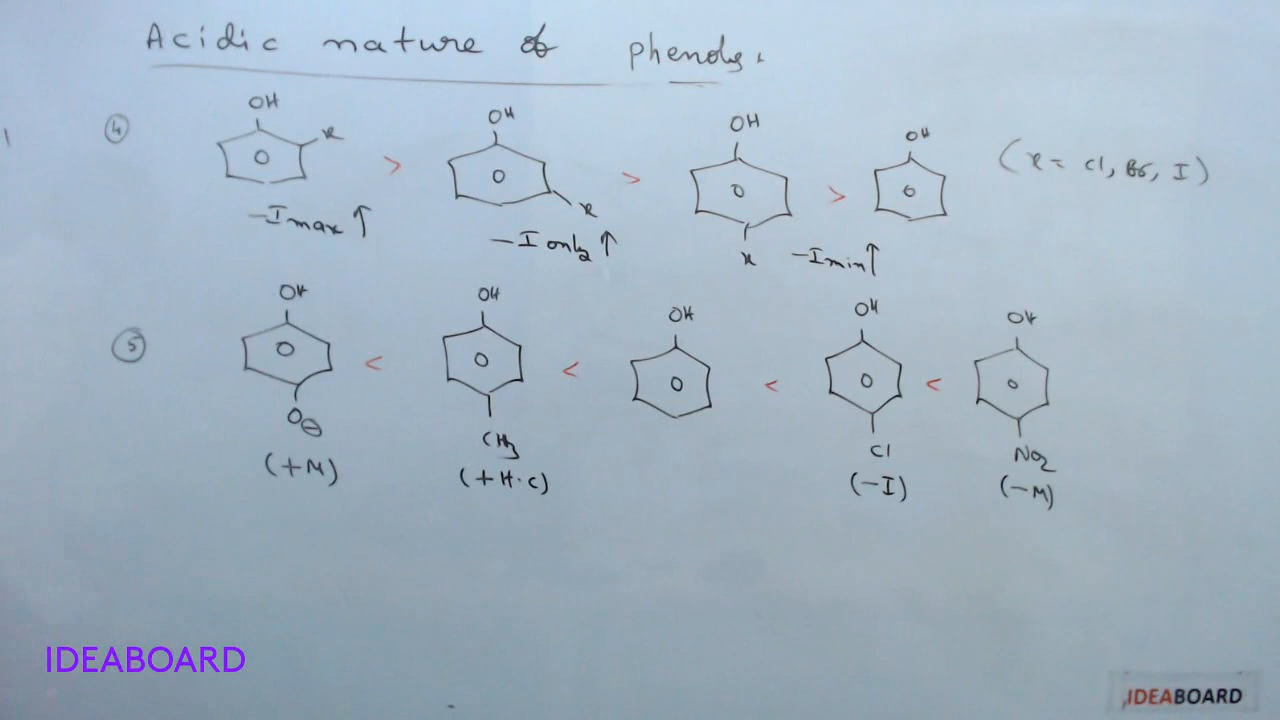 Acidic nature of phenols.
④ OH x > OH x > OH x > OH (x = Cl, Br, I)
-I max ↑ -I only ↑ -I min ↑
⑤ OH O⊖ < OH CH3 < OH < OH Cl < OH NO2
(+M) (+H.C) (-I) (-M)
IDEABOARD
IDEABOARD